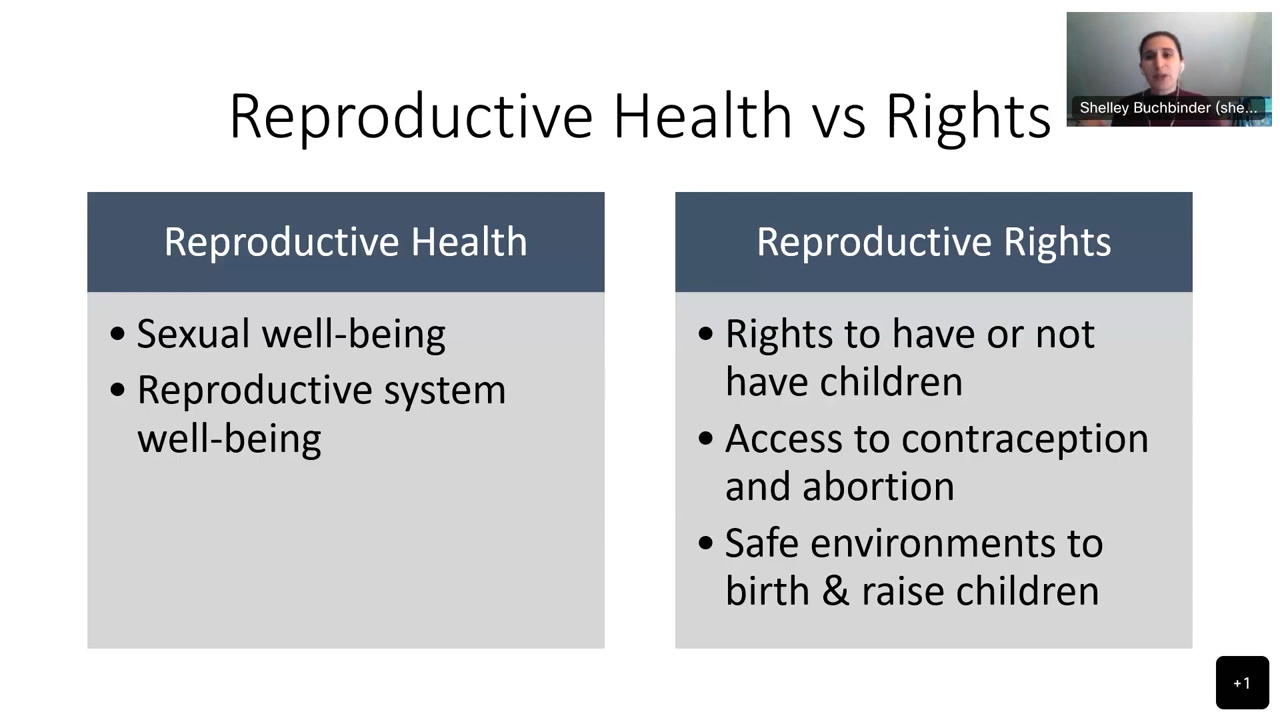 Reproductive Health vs Rights
Shelley Buchbinder (she...
Reproductive Health
• Sexual well-being
• Reproductive system
well-being
Reproductive Rights
• Rights to have or not
have children
• Access to contraception
and abortion
• Safe environments to
birth & raise children
+1